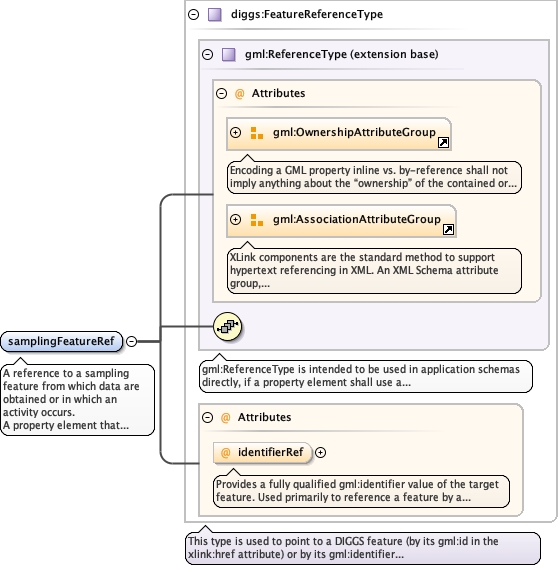 diggs:FeatureReferenceType
gml:ReferenceType (extension base)
@ Attributes
gml:OwnershipAttributeGroup
Encoding a GML property inline vs. by-reference shall not
imply anything about the “ownership” of the contained or...
gml:AssociationAttributeGroup
XLink components are the standard method to support
hypertext referencing in XML. An XML Schema attribute
group,...
samplingFeatureRef
A reference to a sampling
feature from which data are
obtained or in which an
activity occurs.
A property element that...
gml:ReferenceType is intended to be used in application schemas
directly, if a property element shall use a...
@ Attributes
@ identifierRef
Provides a fully qualified gml:identifier value of the target
feature. Used primarily to reference a feature by a...
This type is used to point to a DIGGS feature (by its gml:id in the
xlink:href attribute) or by its gml:identifier...